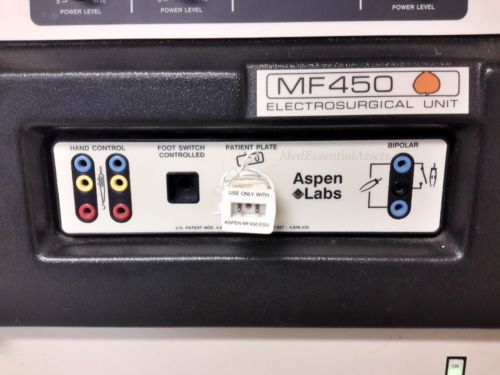 POWER LEVEL
POWER LEVEL
POWER LEVEL
MF450
ELECTROSURGICAL UNIT
HAND CONTROL
FOOT SWITCH
CONTROLLED
PATIENT PLATE
BIPOLAR
MedEssentialAssets
Aspen
Labs
USE ONLY WITH
ASPEN MF450 ESU
U.S. PATENT NOS.
ON